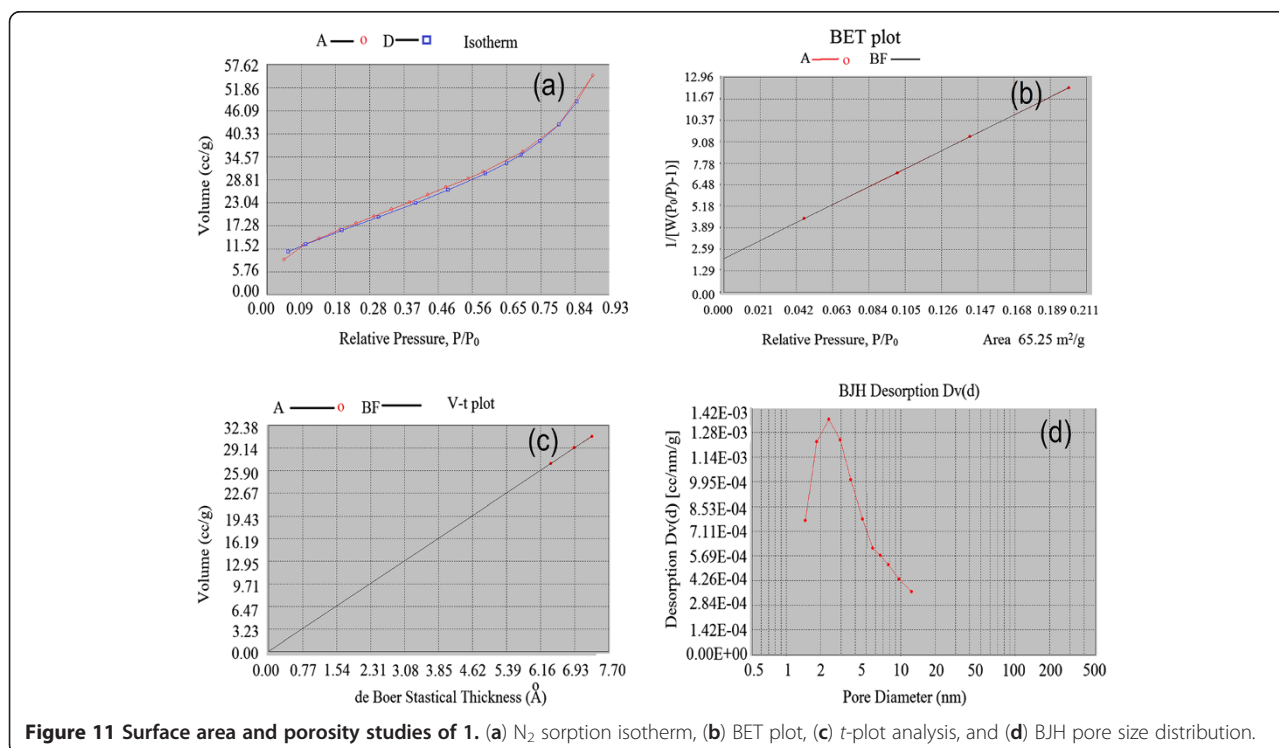 A o D Isotherm
(a)
57.62
51.86
46.09
40.33
34.57
28.81
23.04
17.28
11.52
5.76
0.00
Volume (cc/g)
0.00 0.09 0.18 0.28 0.37 0.46 0.56 0.65 0.75 0.84 0.93
Relative Pressure, P/P₀
BET plot
A o BF
(b)
12.96
11.67
10.37
9.08
7.78
6.48
5.18
3.89
2.59
1.29
0.00
1/[W(P₀/P)-1)]
0.000 0.021 0.042 0.063 0.084 0.105 0.126 0.147 0.168 0.189 0.211
Relative Pressure, P/P₀ Area 65.25 m²/g
A o BF V-t plot
(c)
32.38
29.14
25.90
22.67
19.43
16.19
12.95
9.71
6.47
3.23
0.00
Volume (cc/g)
0.00 0.77 1.54 2.31 3.08 3.85 4.62 5.39 6.16 6.93 7.70
de Boer Stastical Thickness (Å)
BJH Desorption Dv(d)
(d)
1.42E-03
1.28E-03
1.14E-03
9.95E-04
8.53E-04
7.11E-04
5.69E-04
4.26E-04
2.84E-04
1.42E-04
0.00E+00
Desorption Dv(d) [cc/nm/g]
0.5 1 2 5 10 20 50 100 200 500
Pore Diameter (nm)
Figure 11 Surface area and porosity studies of 1. (a) N₂ sorption isotherm, (b) BET plot, (c) t-plot analysis, and (d) BJH pore size distribution.